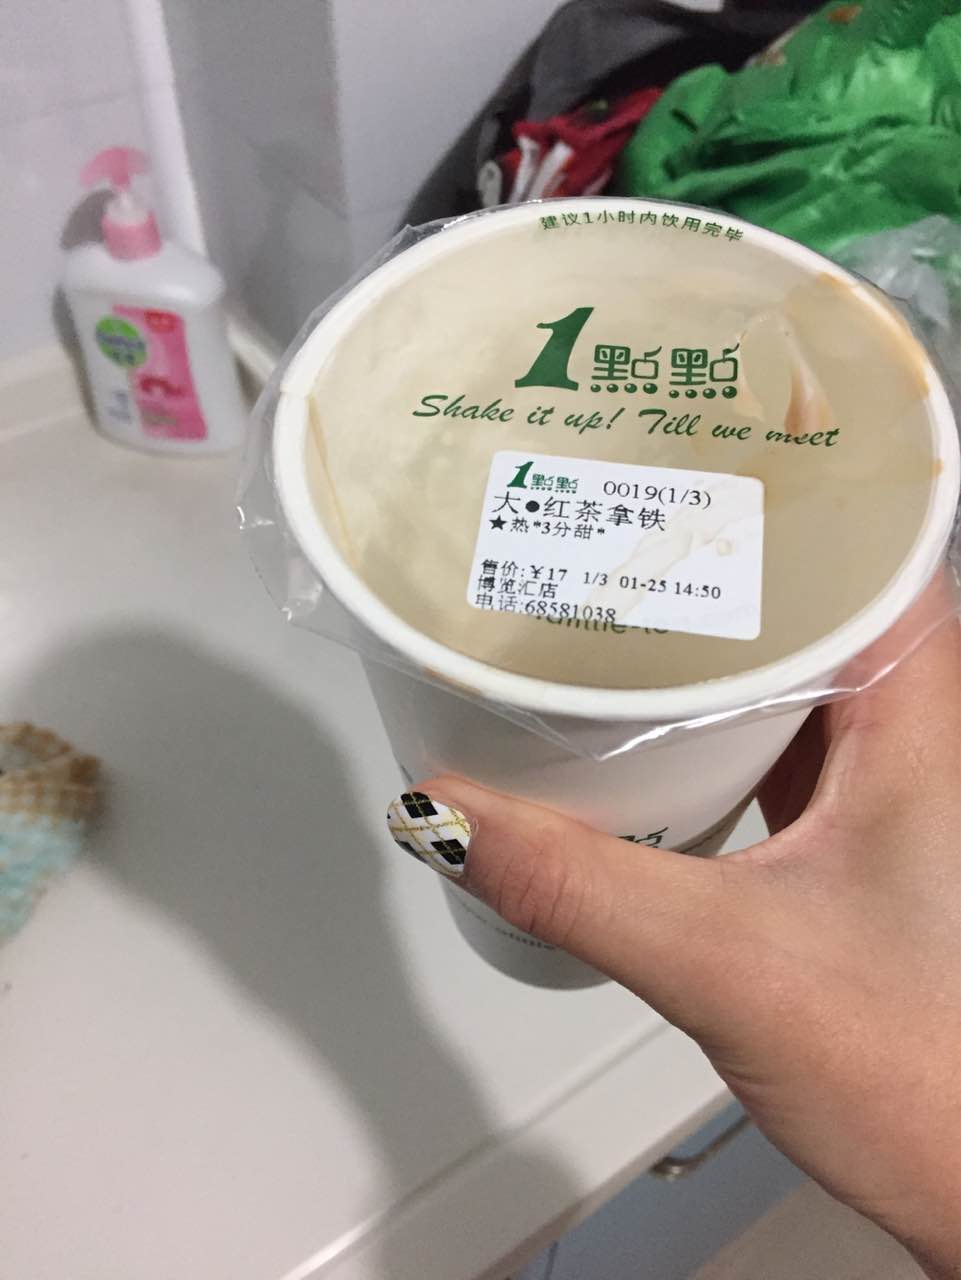 建议1小时内饮用完毕
1點點
Shake it up! Till we meet
1點點 0019(1/3)
大●红茶拿铁
★热*3分甜*
售价:¥17 1/3 01-25 14:50
博览汇店
电话:68581038